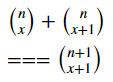 (n x) + (n x+1)
=== (n+1 x+1)